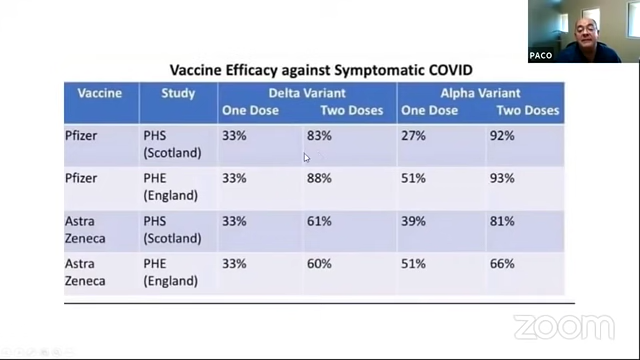 PACO
Vaccine Efficacy against Symptomatic COVID
Vaccine Study Delta Variant Alpha Variant
One Dose Two Doses One Dose Two Doses
Pfizer PHS 33% 83% 27% 92%
(Scotland)
Pfizer PHE 33% 88% 51% 93%
(England)
Astra PHS 33% 61% 39% 81%
Zeneca (Scotland)
Astra PHE 33% 60% 51% 66%
Zeneca (England)
zoom